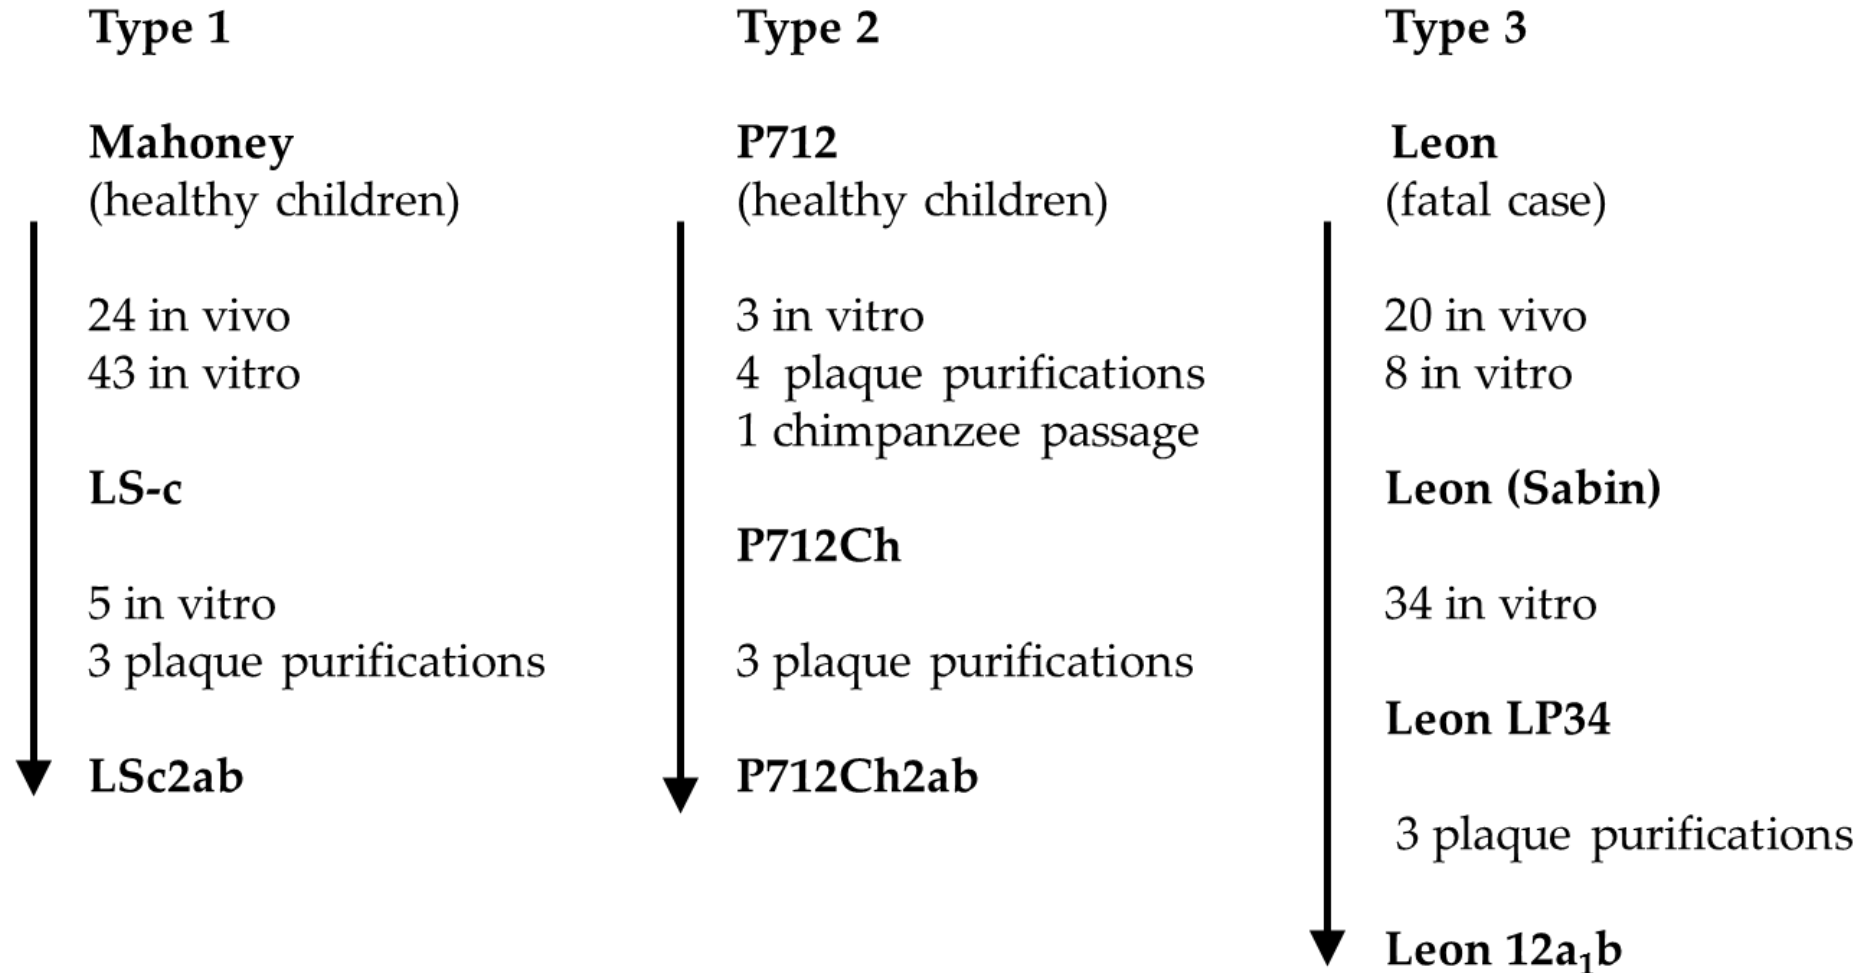 Type 1
Mahoney
(healthy children)
24 in vivo
43 in vitro
LS-c
5 in vitro
3 plaque purifications
LSc2ab
Type 2
P712
(healthy children)
3 in vitro
4 plaque purifications
1 chimpanzee passage
P712Ch
3 plaque purifications
P712Ch2ab
Type 3
Leon
(fatal case)
20 in vivo
8 in vitro
Leon (Sabin)
34 in vitro
Leon LP34
3 plaque purifications
Leon 12a₁b